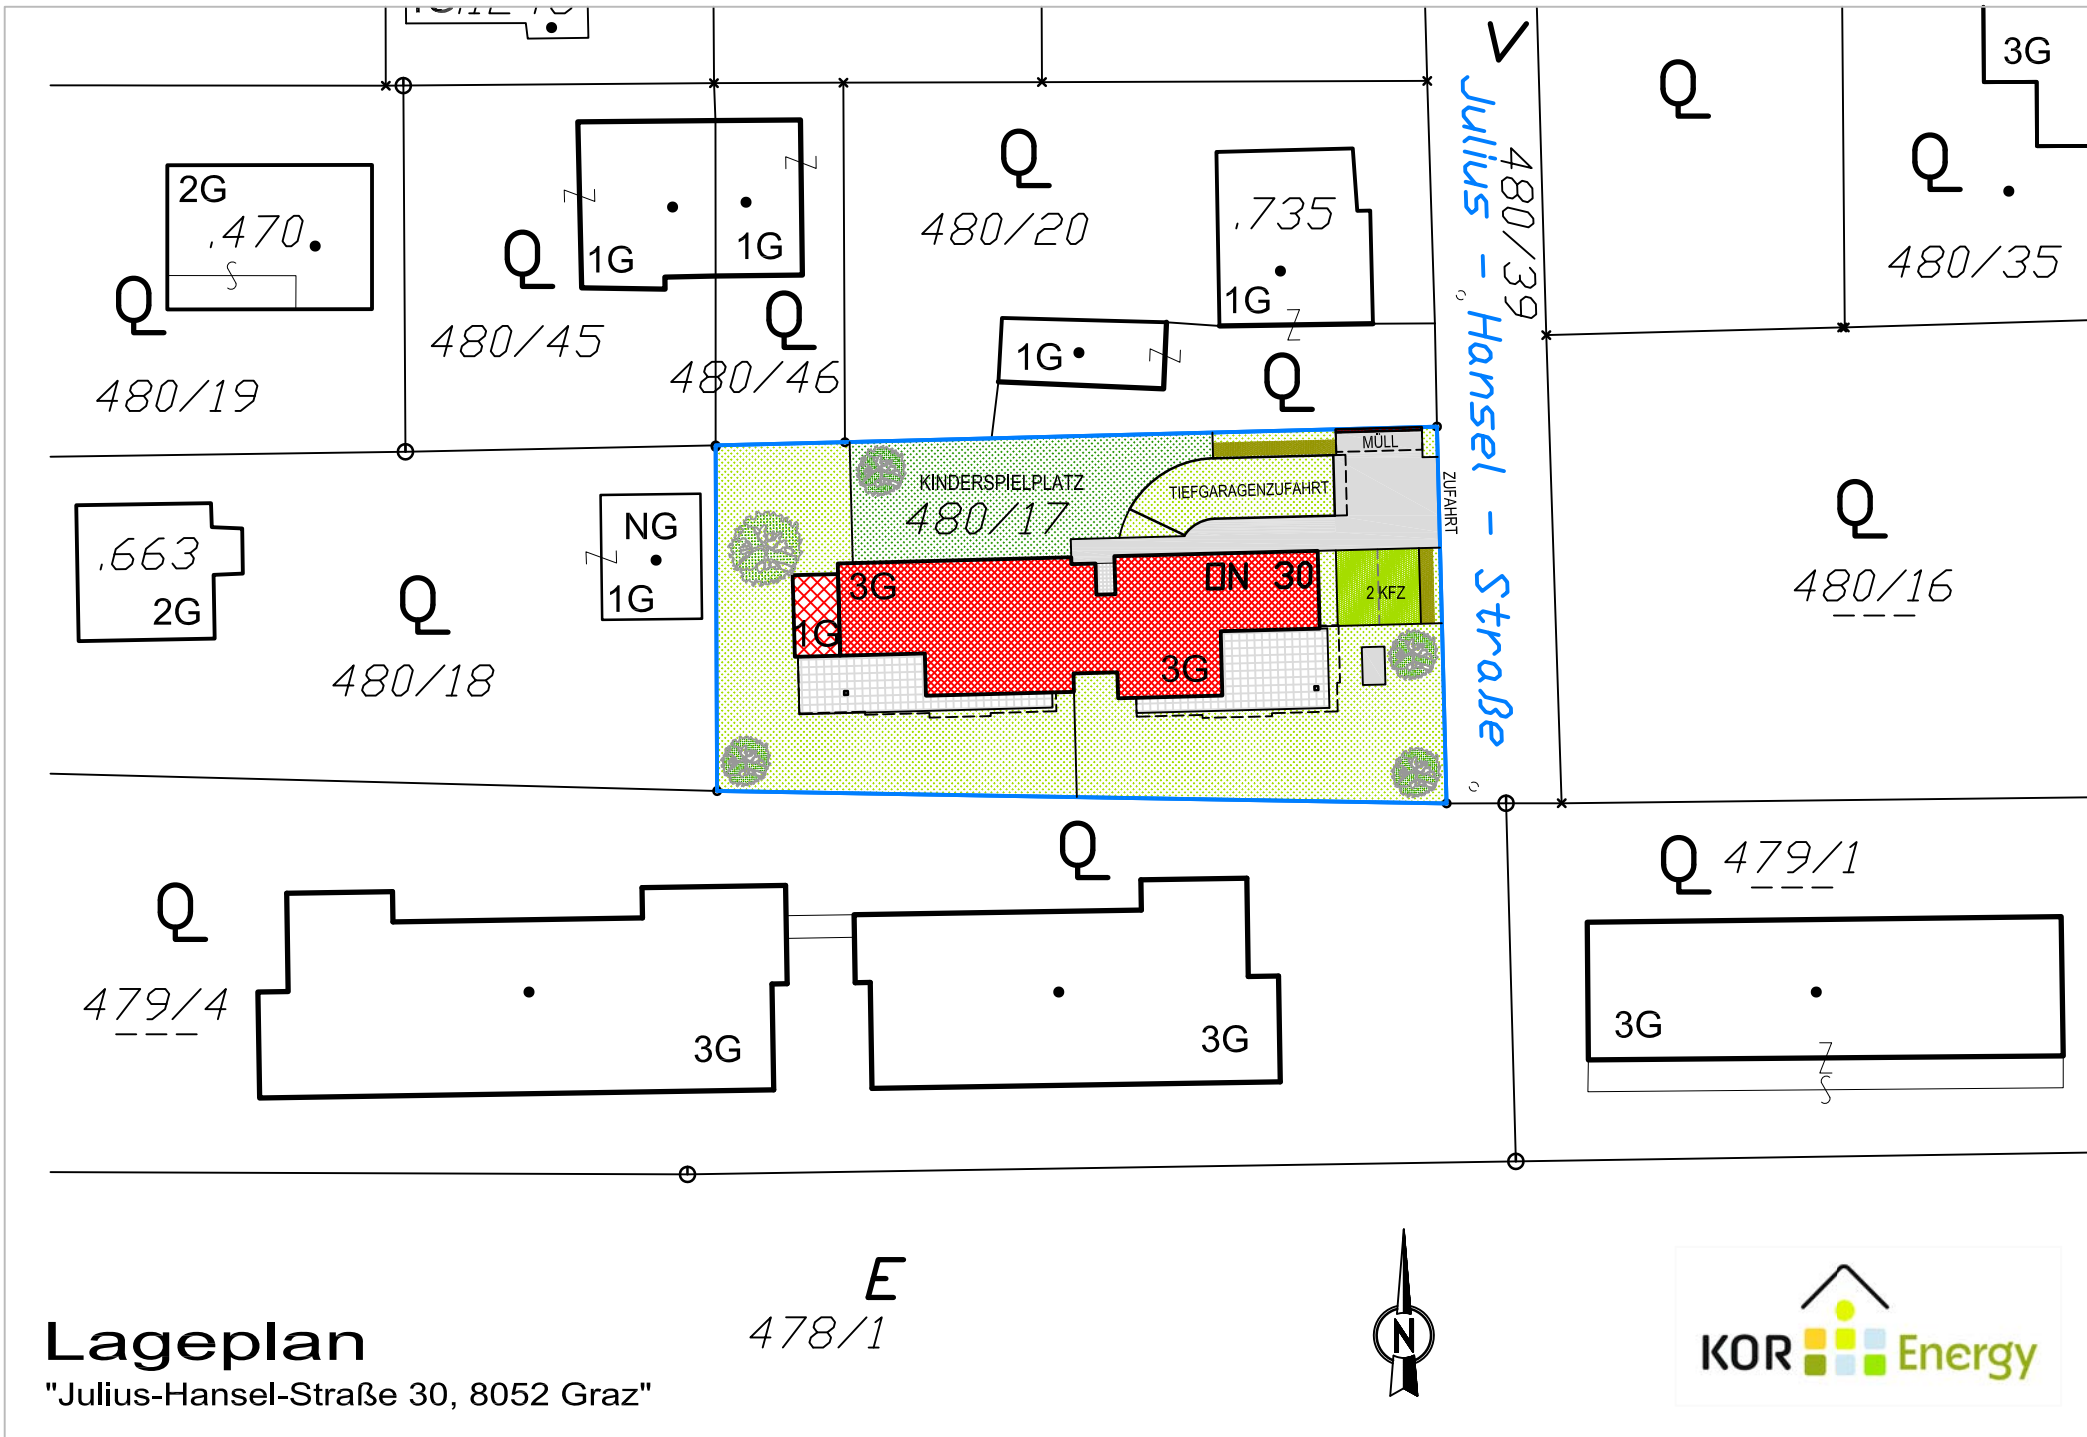 3G
V
Q
Q
Q
2G
.470
Q
480/19
Q
1G
1G
480/45
Q
480/46
Q
480/20
.735
1G
1G
Q
480/35
480/39
Julius - Hansel - Straße
.663
2G
Q
480/18
NG
1G
MÜLL
KINDERSPIELPLATZ
480/17
TIEFGARAGENZUFAHRT
ZUFAHRT
3G
N 30
2 KFZ
1G
3G
Q
480/16
Q
479/4
3G
Q
3G
Q 479/1
3G
E
478/1
N
Lageplan
"Julius-Hansel-Straße 30, 8052 Graz"
KOR Energy